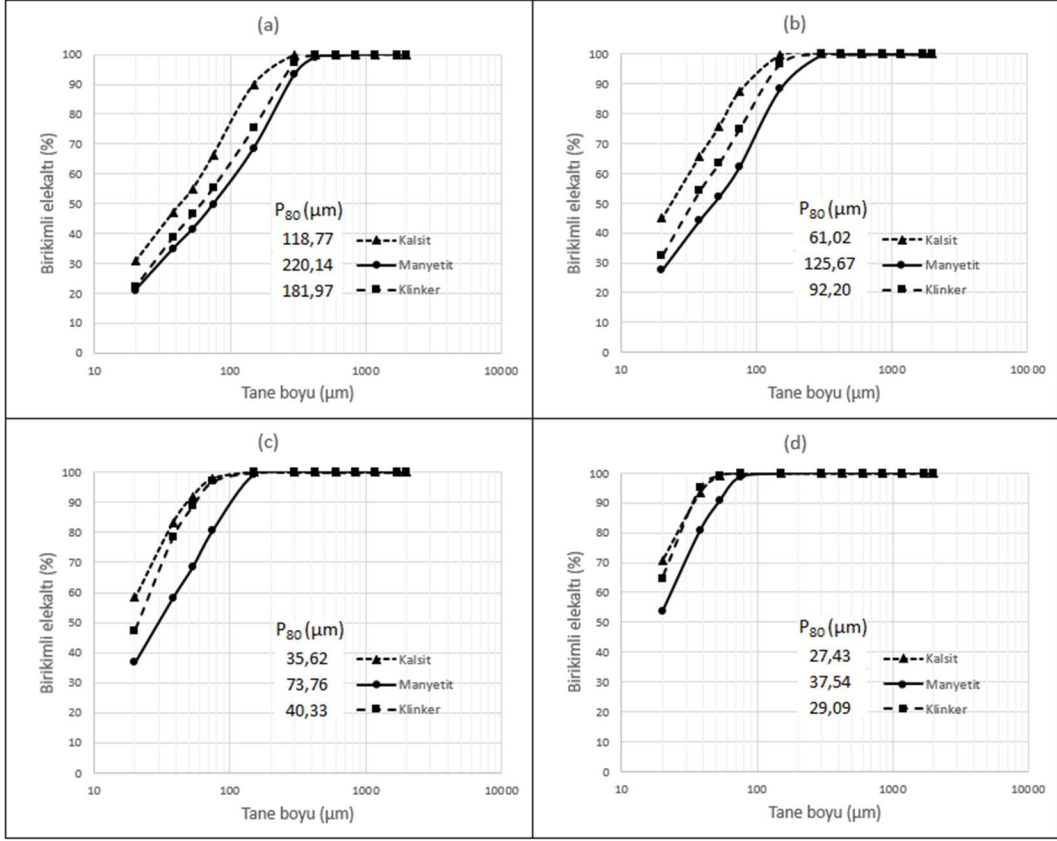 (a)
Birikimli elekaltı (%)
100
90
80
70
60
50
40
30
20
10
0
P80 (µm)
118,77 Kalsit
220,14 Manyetit
181,97 Klinker
10 100 1000 10000
Tane boyu (µm)
(b)
Birikimli elekaltı (%)
100
90
80
70
60
50
40
30
20
10
0
P80 (µm)
61,02 Kalsit
125,67 Manyetit
92,20 Klinker
10 100 1000 10000
Tane boyu (µm)
(c)
Birikimli elekaltı (%)
100
90
80
70
60
50
40
30
20
10
0
P80 (µm)
35,62 Kalsit
73,76 Manyetit
40,33 Klinker
10 100 1000 10000
Tane boyu (µm)
(d)
Birikimli elekaltı (%)
100
90
80
70
60
50
40
30
20
10
0
P80 (µm)
27,43 Kalsit
37,54 Manyetit
29,09 Klinker
10 100 1000 10000
Tane boyu (µm)